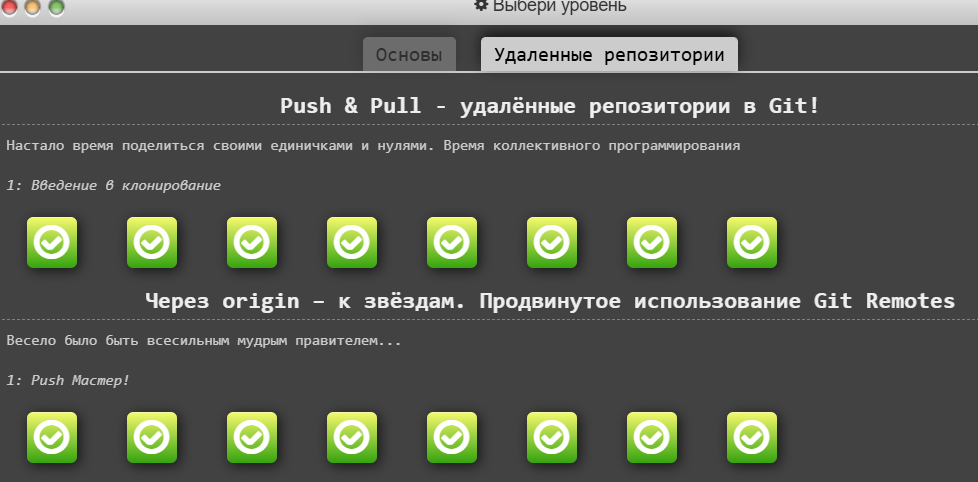 Выбери уровень
Основы
Удаленные репозитории
Push & Pull - удалённые репозитории в Git!
Настало время поделиться своими единичками и нулями. Время коллективного программирования
1: Введение в клонирование
Через origin – к звёздам. Продвинутое использование Git Remotes
Весело было быть всесильным мудрым правителем...
1: Push Мастер!